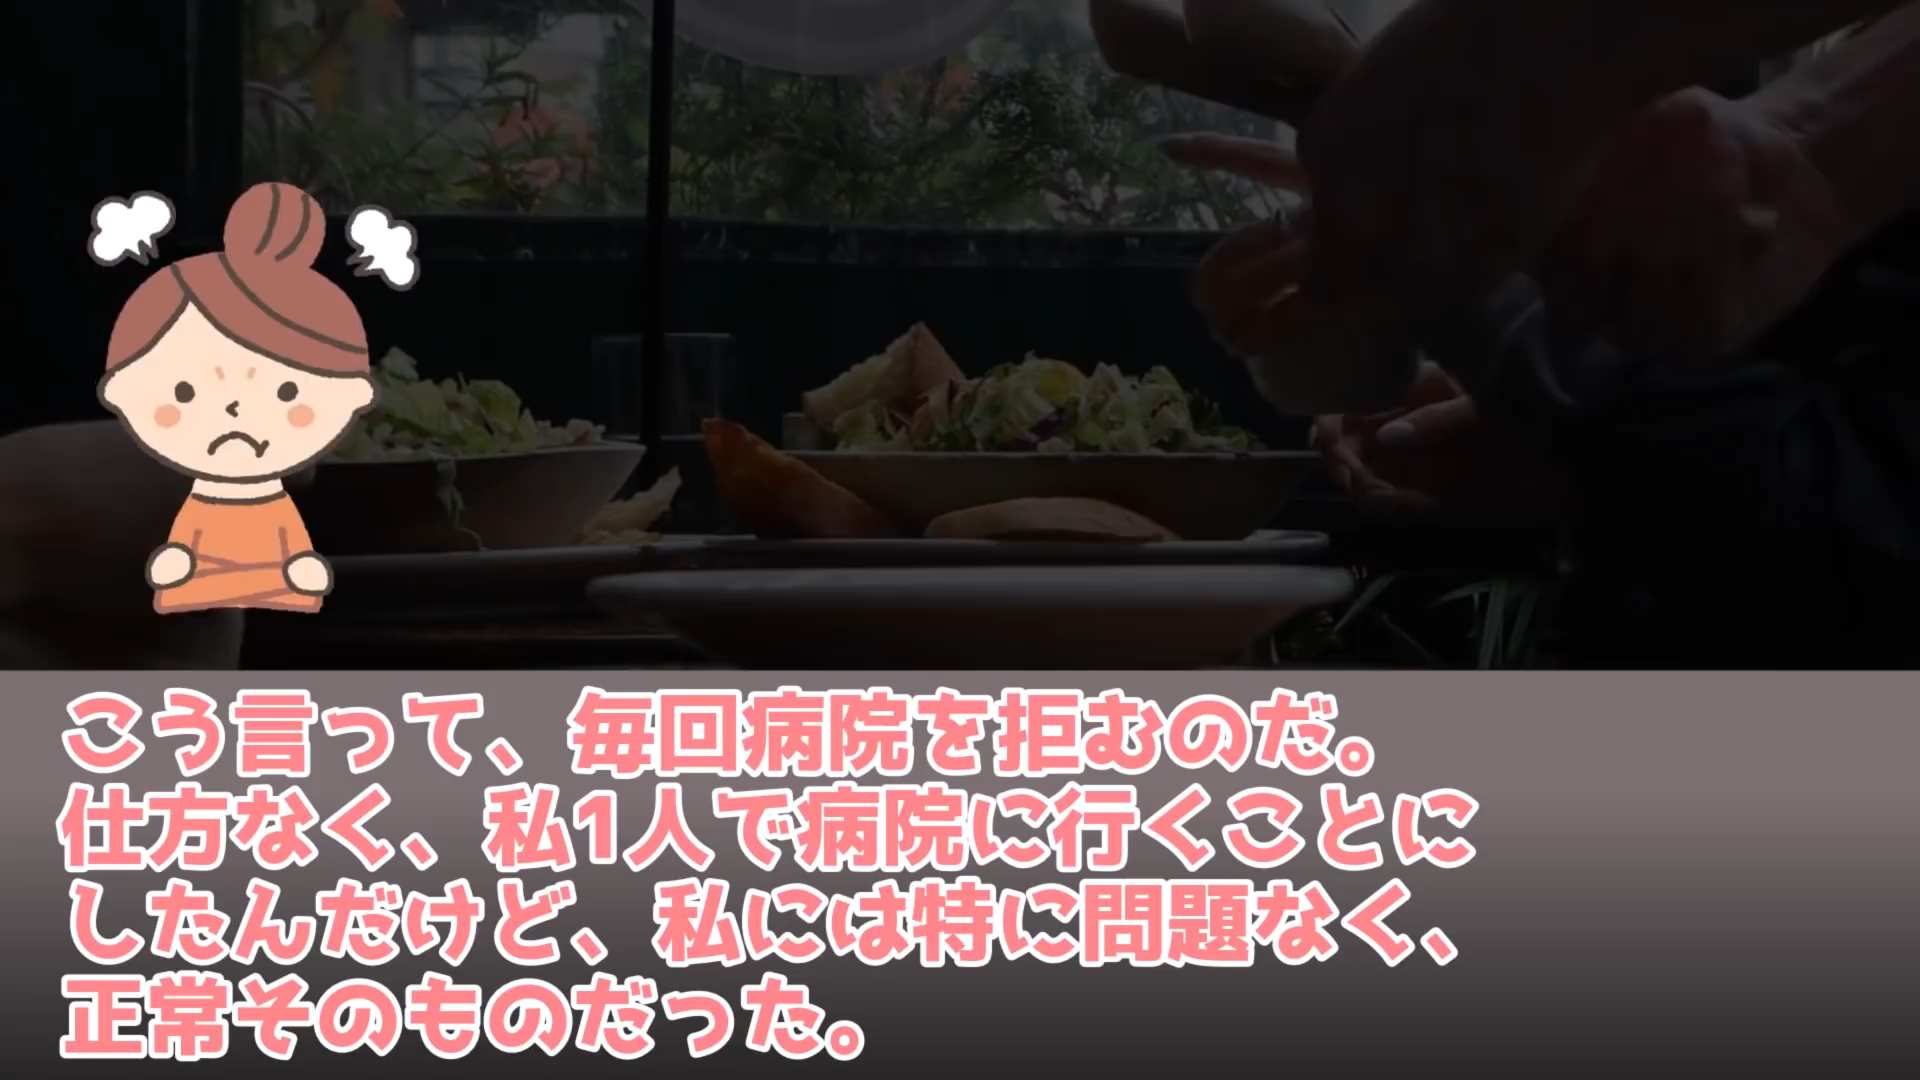 こう言って、毎回病院を拒むのだ。
仕方なく、私1人で病院に行くことに
したんだけど、私には特に問題なく、
正常そのものだった。